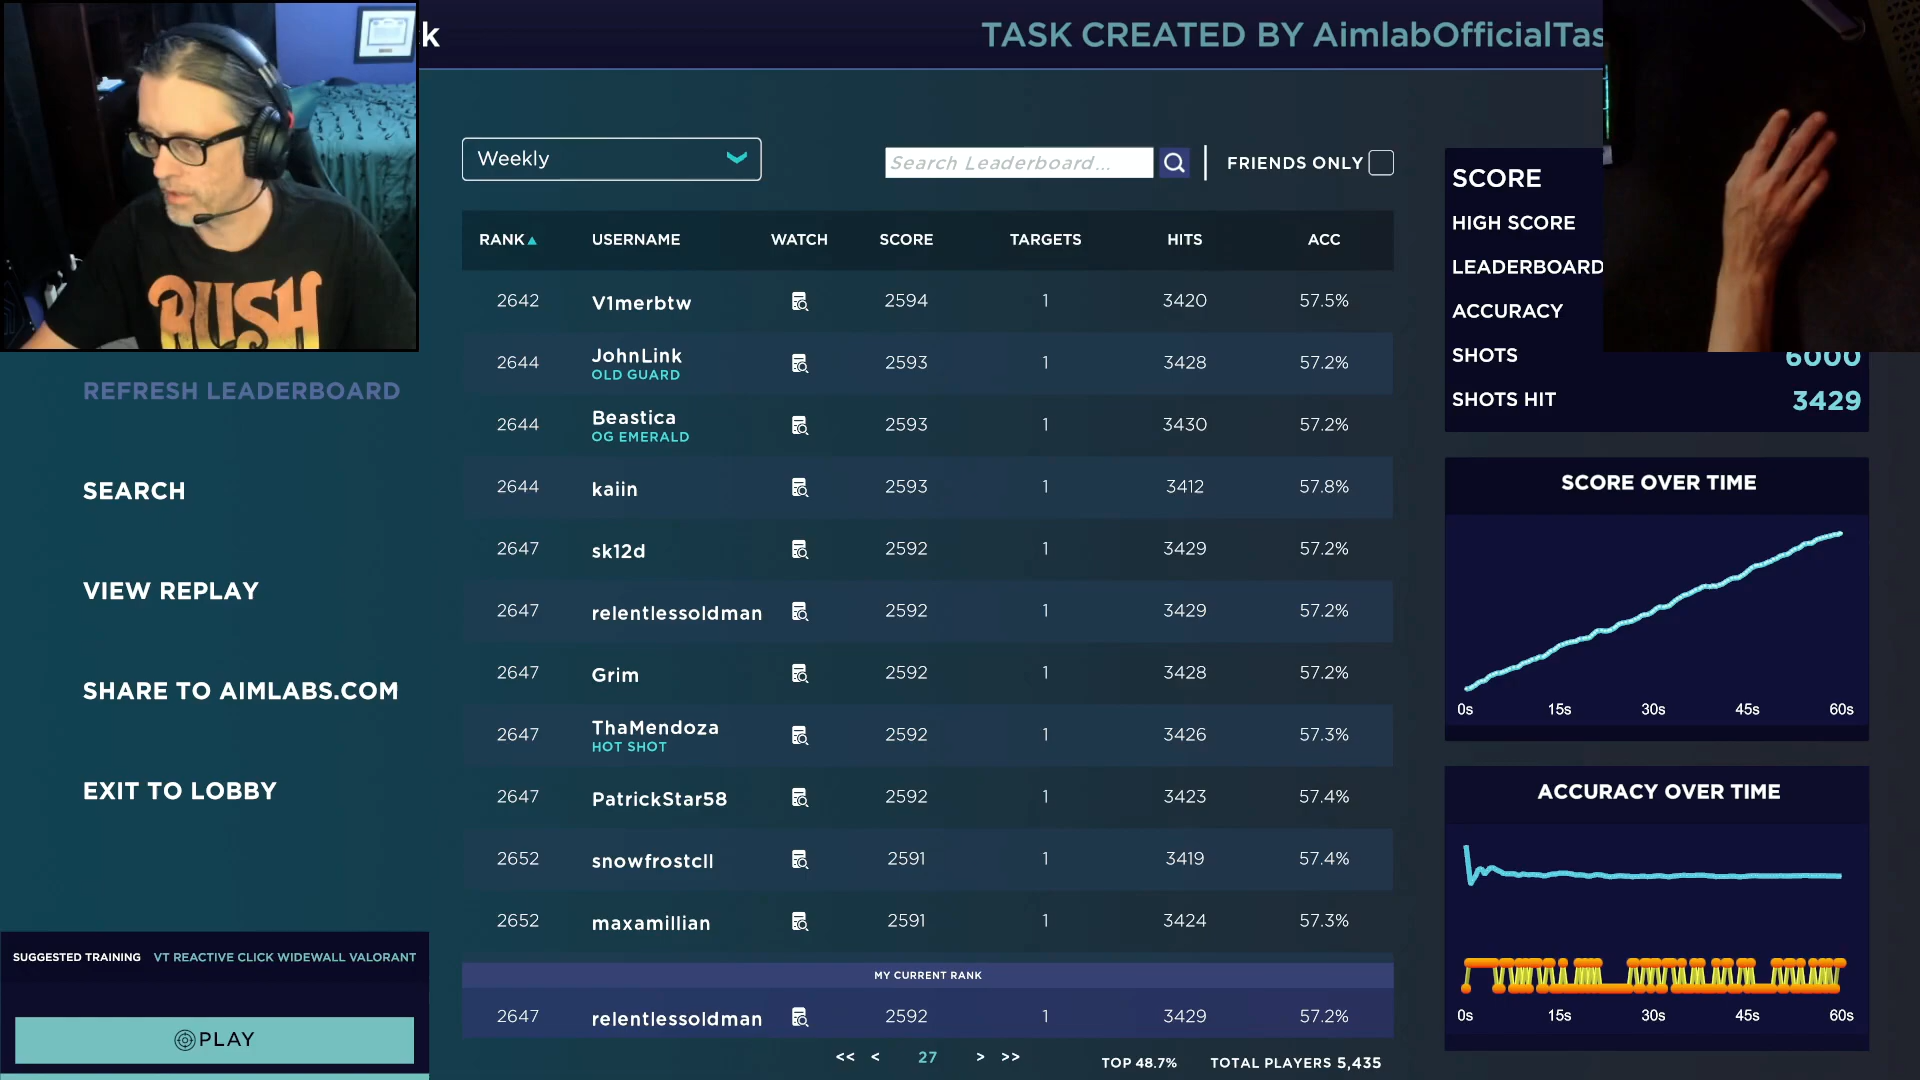 k
TASK CREATED BY AimlabOfficialTas
RUSH
Weekly
Search Leaderboard...
FRIENDS ONLY
RANK USERNAME WATCH SCORE TARGETS HITS ACC
2642 V1merbtw 2594 1 3420 57.5%
2644 JohnLink 2593 1 3428 57.2%
OLD GUARD
2644 Beastica 2593 1 3430 57.2%
OG EMERALD
2644 kaiin 2593 1 3412 57.8%
2647 sk12d 2592 1 3429 57.2%
2647 relentlessoldman 2592 1 3429 57.2%
2647 Grim 2592 1 3428 57.2%
2647 ThaMendoza 2592 1 3426 57.3%
HOT SHOT
2647 PatrickStar58 2592 1 3423 57.4%
2652 snowfrostcll 2591 1 3419 57.4%
2652 maxamillian 2591 1 3424 57.3%
MY CURRENT RANK
2647 relentlessoldman 2592 1 3429 57.2%
<< < 27 > >>
TOP 48.7% TOTAL PLAYERS 5,435
REFRESH LEADERBOARD
SEARCH
VIEW REPLAY
SHARE TO AIMLABS.COM
EXIT TO LOBBY
SUGGESTED TRAINING VT REACTIVE CLICK WIDEWALL VALORANT
PLAY
SCORE
HIGH SCORE
LEADERBOARD
ACCURACY
SHOTS 6000
SHOTS HIT 3429
SCORE OVER TIME
0s 15s 30s 45s 60s
ACCURACY OVER TIME
0s 15s 30s 45s 60s